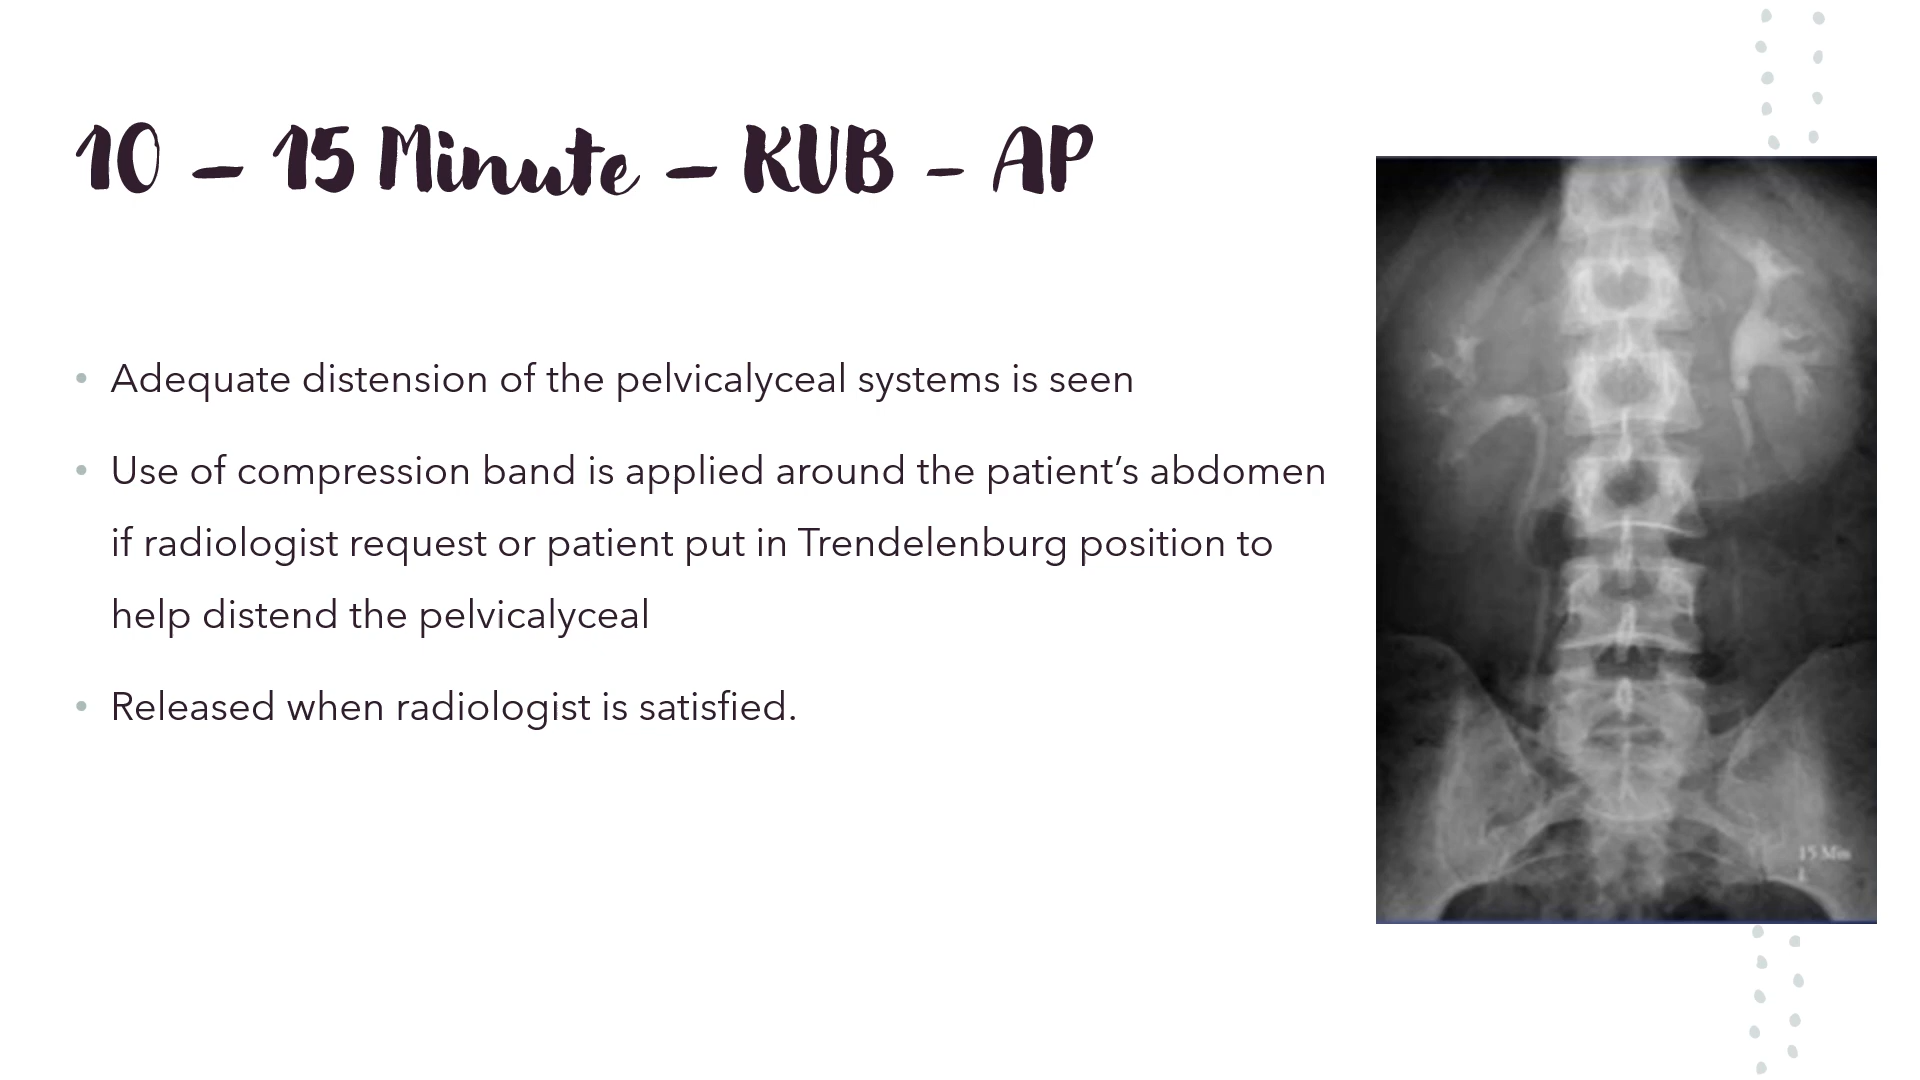 10 – 15 Minute – KUB - AP
• Adequate distension of the pelvicalyceal systems is seen
• Use of compression band is applied around the patient’s abdomen
if radiologist request or patient put in Trendelenburg position to
help distend the pelvicalyceal
• Released when radiologist is satisfied.
15 Min
L